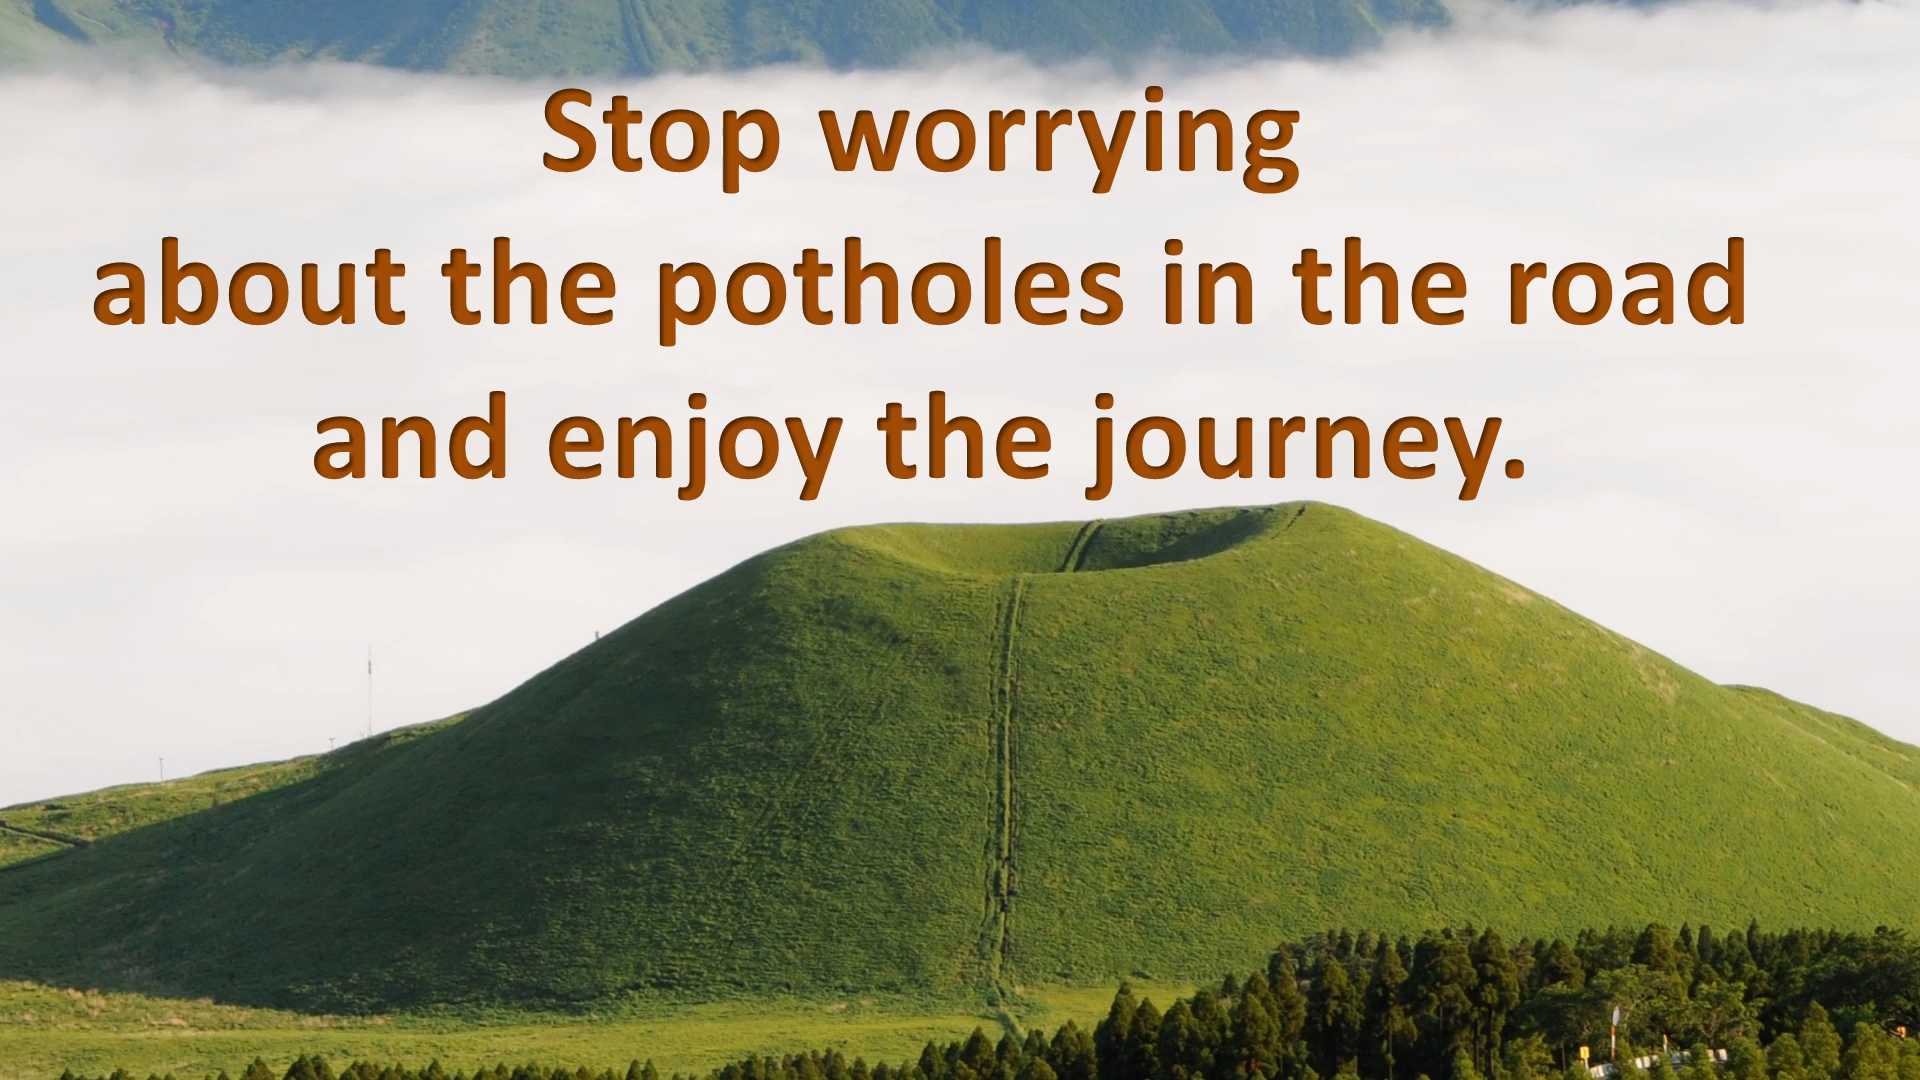 Stop worrying
about the potholes in the road
and enjoy the journey.